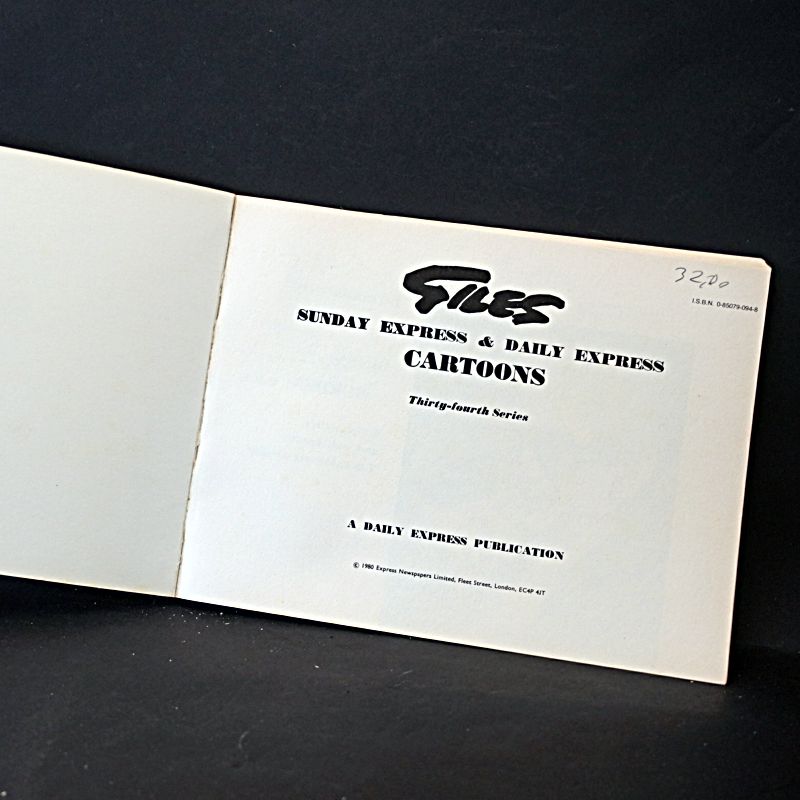 32,00
I.S.B.N. 0-85079-094-8
GILES
SUNDAY EXPRESS & DAILY EXPRESS
CARTOONS
Thirty-fourth Series
A DAILY EXPRESS PUBLICATION
© 1980 Express Newspapers Limited, Fleet Street, London, EC4P 4JT